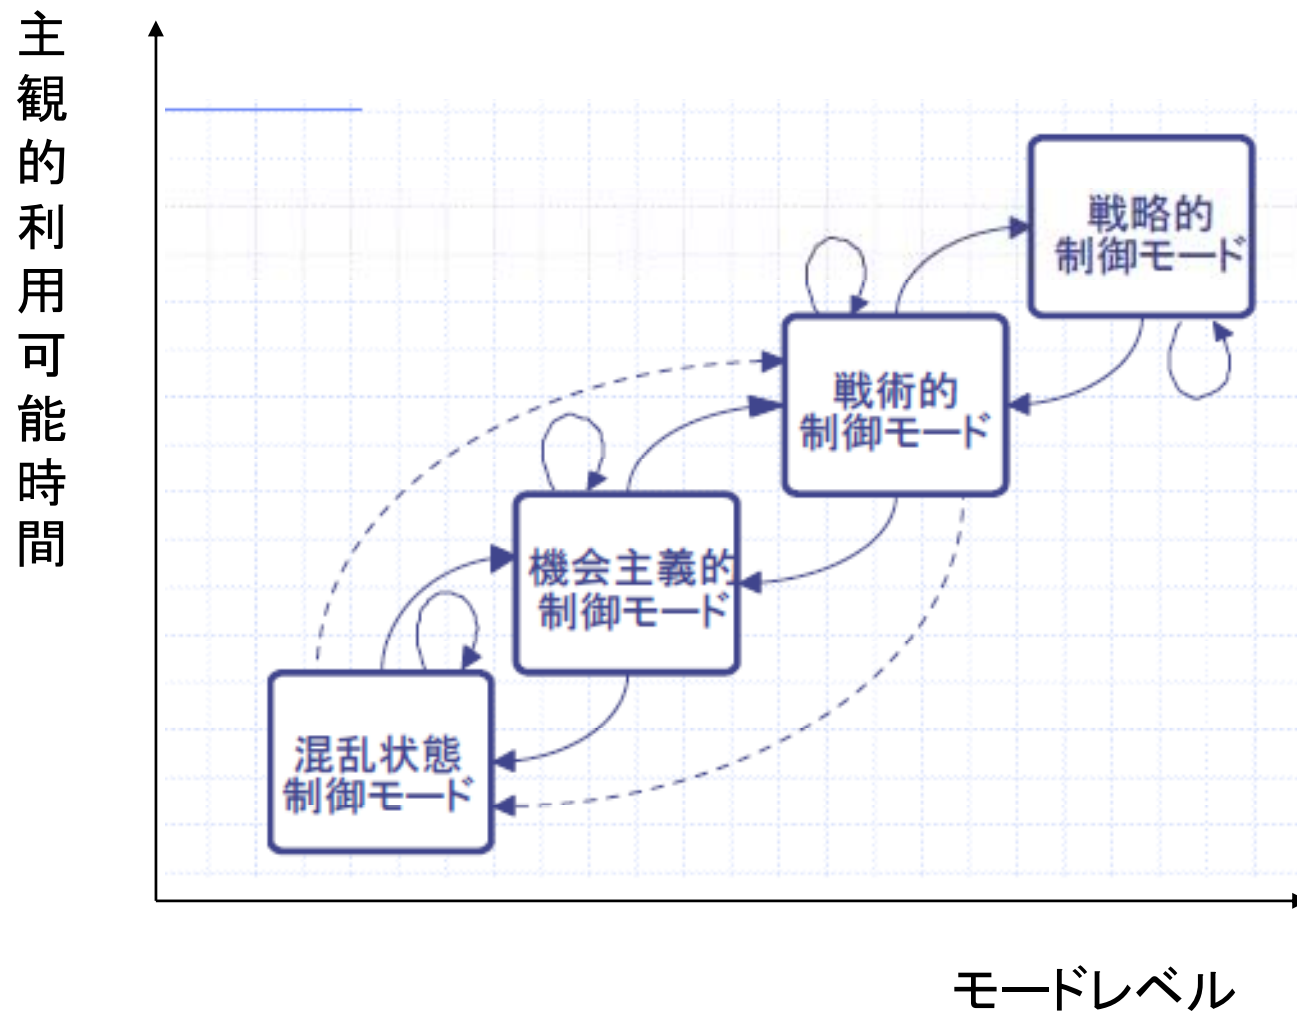 主観的利用可能時間
戦略的
制御モード
戦術的
制御モード
機会主義的
制御モード
混乱状態
制御モード
モードレベル